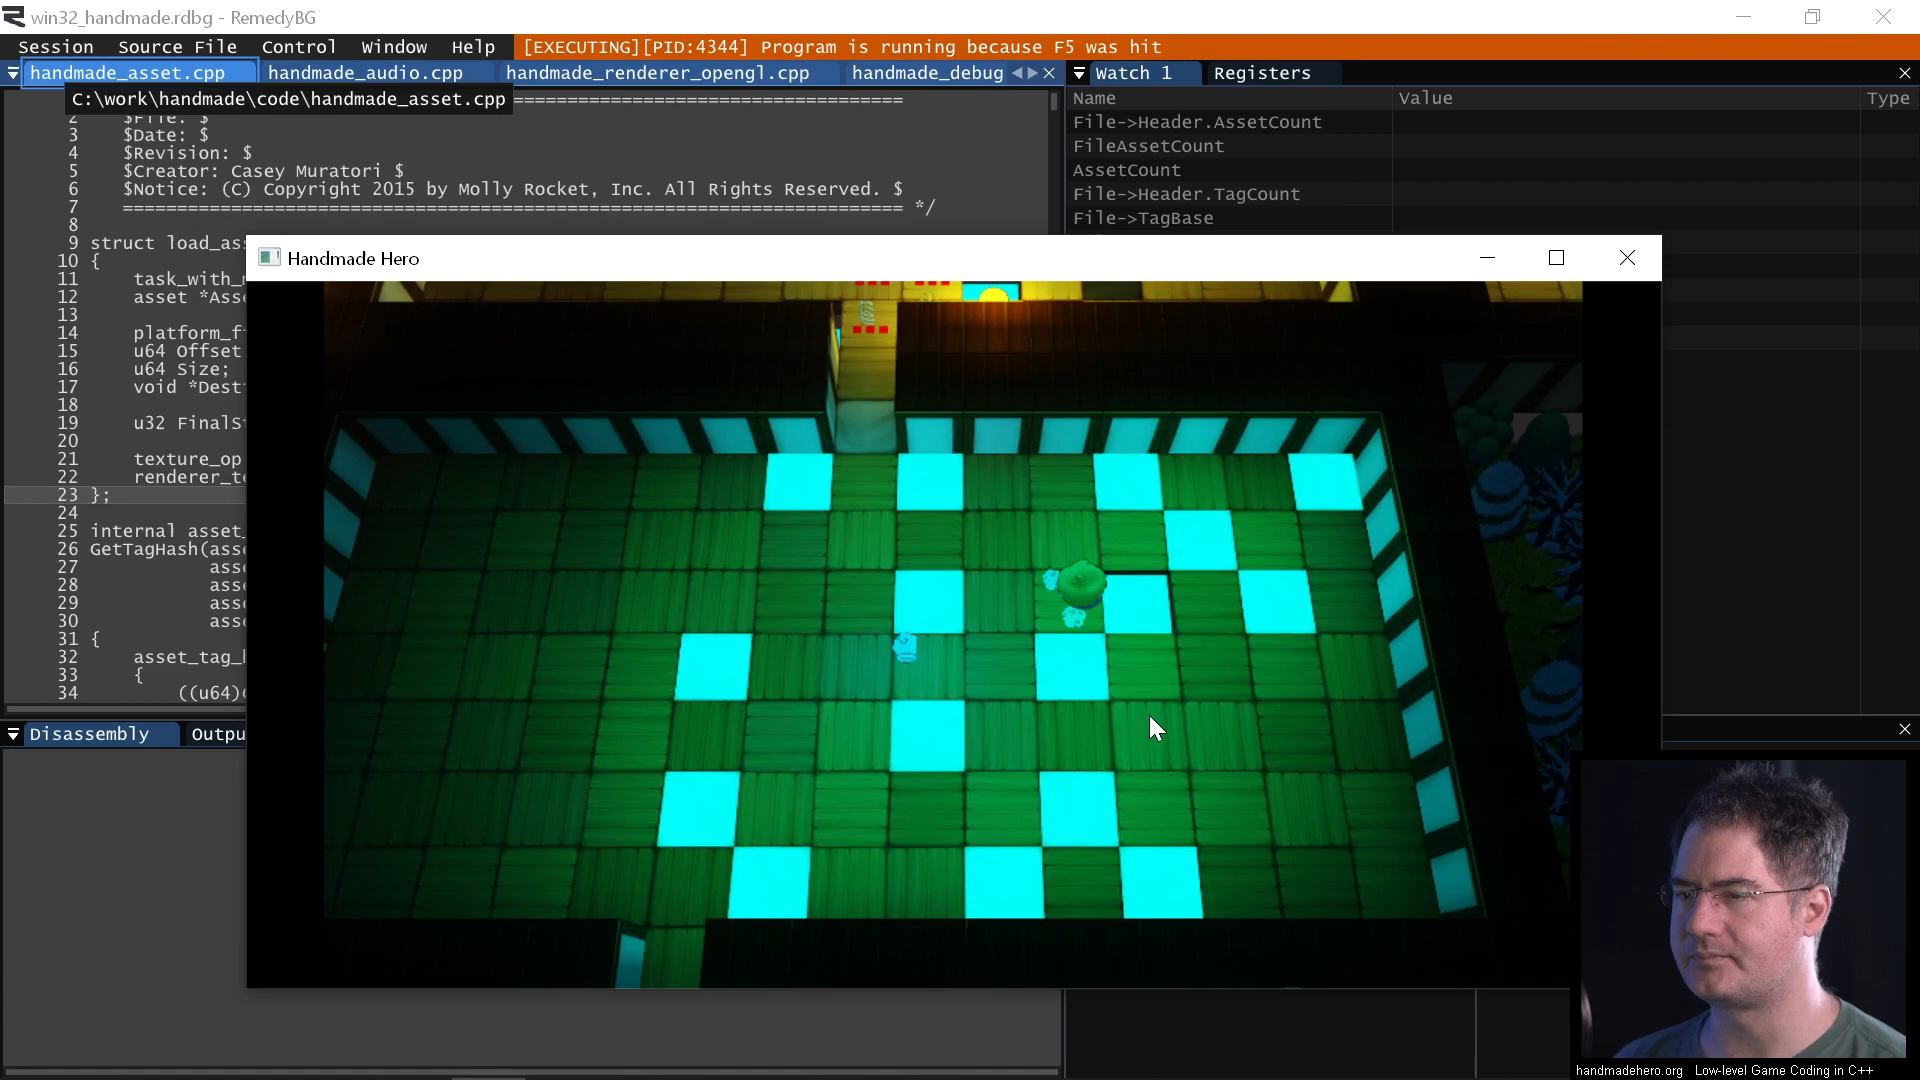 win32_handmade.rdbg - RemedyBG
Session Source File Control Window Help [EXECUTING][PID:4344] Program is running because F5 was hit
handmade_asset.cpp handmade_audio.cpp handmade_renderer_opengl.cpp handmade_debug Watch 1 Registers
C:\work\handmade\code\handmade_asset.cpp
Name Value Type
File->Header.AssetCount
FileAssetCount
AssetCount
File->Header.TagCount
File->TagBase
2 $File: $
3 $Date: $
4 $Revision: $
5 $Creator: Casey Muratori $
6 $Notice: (C) Copyright 2015 by Molly Rocket, Inc. All Rights Reserved. $
7 ======================================================================== */
8
9 struct load_as
10 {
11 task_with_
12 asset *Ass
13
14 platform_f
15 u64 Offset
16 u64 Size;
17 void *Dest
18
19 u32 FinalSt
20
21 texture_op
22 renderer_te
23 };
24
25 internal asset_
26 GetTagHash(ass
27 ass
28 ass
29 ass
30 ass
31 {
32 asset_tag_
33 {
34 ((u64)
Handmade Hero
Disassembly Outpu
handmadehero.org Low-level Game Coding in C++